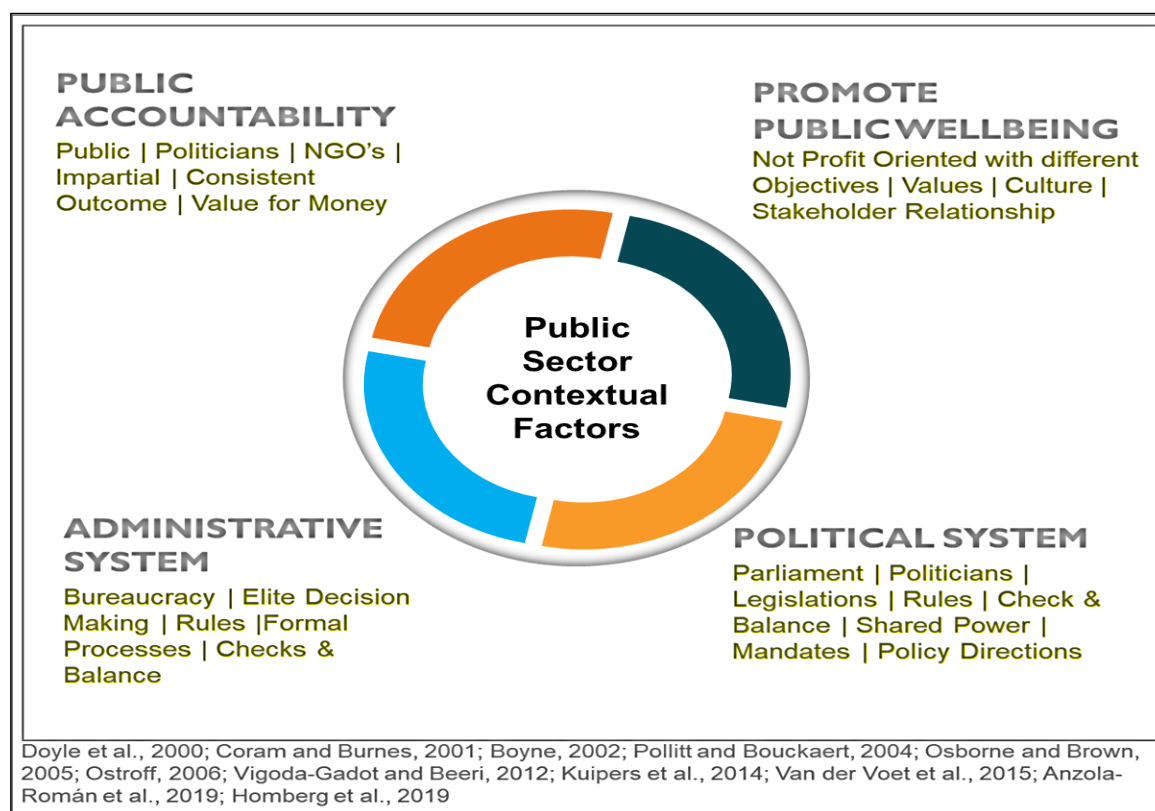 PUBLIC
ACCOUNTABILITY
Public | Politicians | NGO's |
Impartial | Consistent
Outcome | Value for Money
PROMOTE
PUBLIC WELLBEING
Not Profit Oriented with different
Objectives | Values | Culture |
Stakeholder Relationship
Public
Sector
Contextual
Factors
ADMINISTRATIVE
SYSTEM
Bureaucracy | Elite Decision
Making | Rules |Formal
Processes | Checks &
Balance
POLITICAL SYSTEM
Parliament | Politicians |
Legislations | Rules | Check &
Balance | Shared Power |
Mandates | Policy Directions
Doyle et al., 2000; Coram and Burnes, 2001; Boyne, 2002; Pollitt and Bouckaert, 2004; Osborne and Brown,
2005; Ostroff, 2006; Vigoda-Gadot and Beeri, 2012; Kuipers et al., 2014; Van der Voet et al., 2015; Anzola-
Román et al., 2019; Homberg et al., 2019